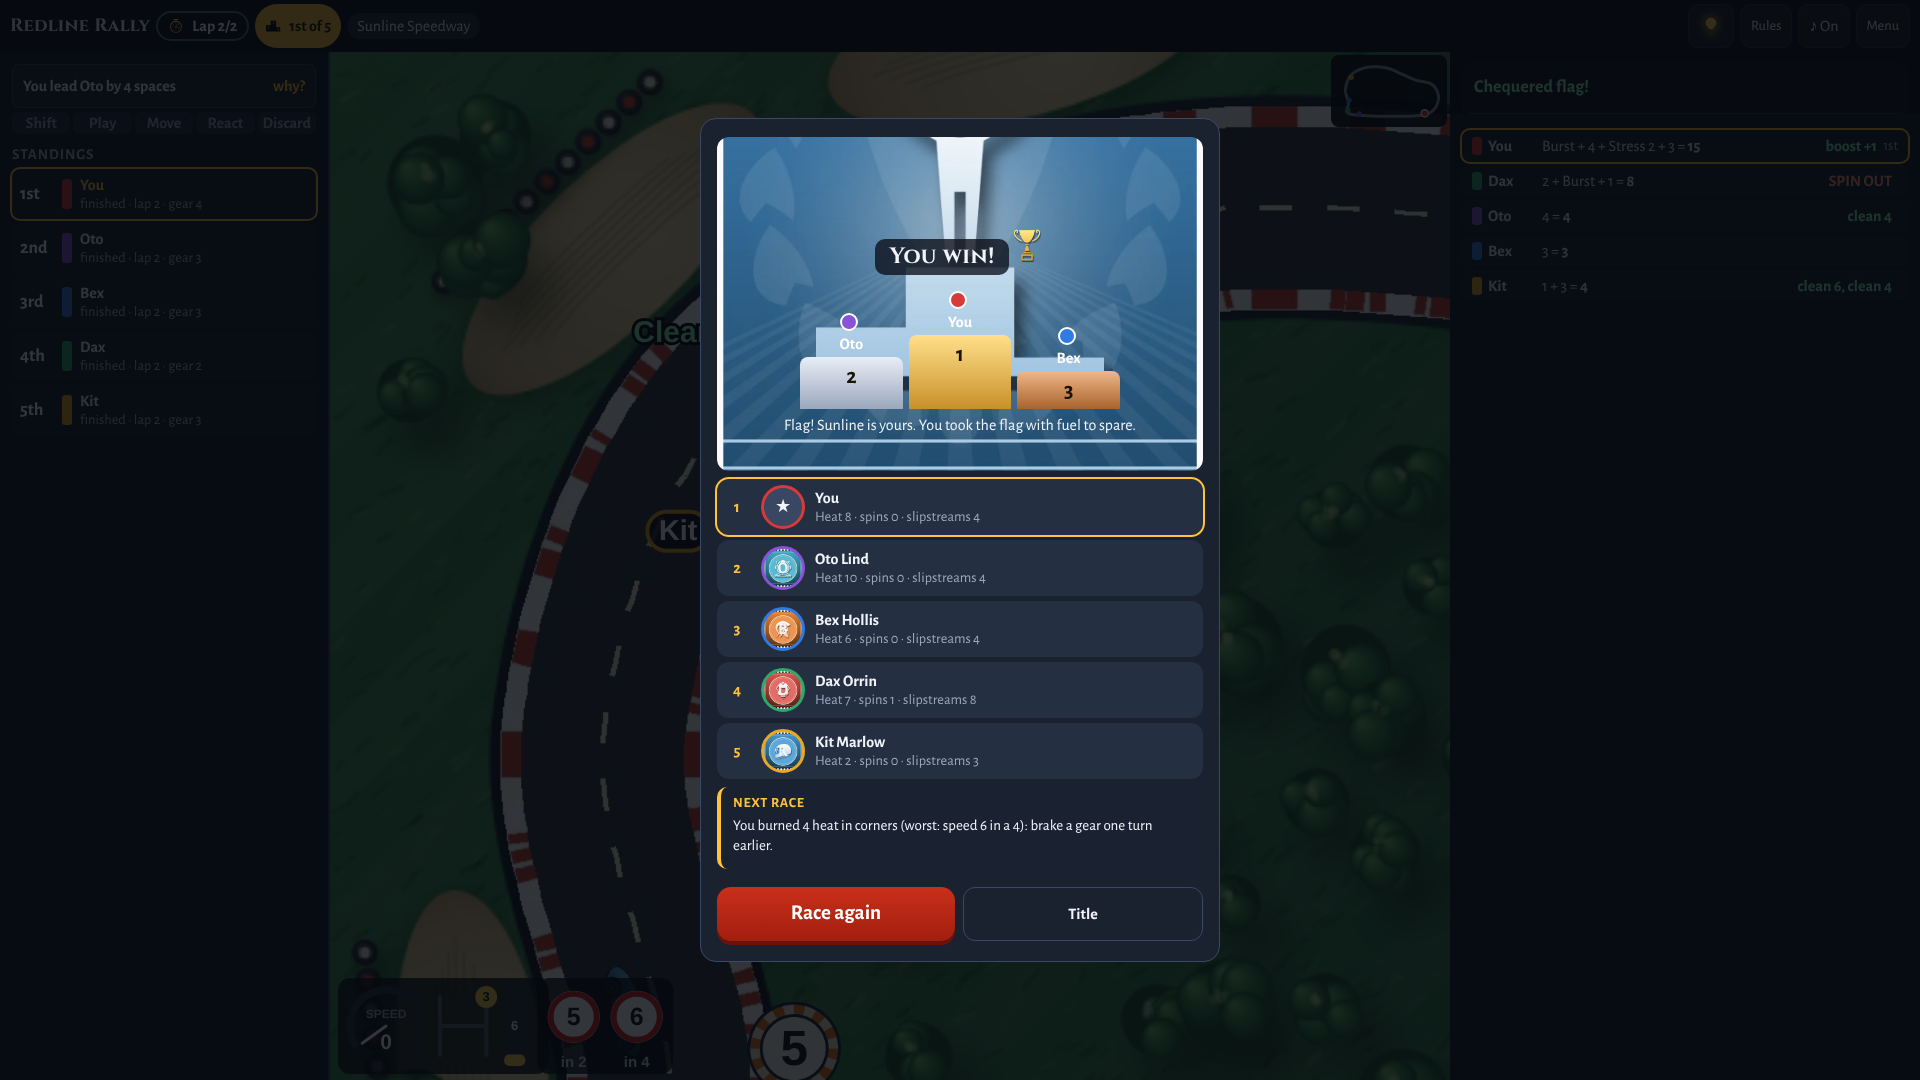 REDLINE RALLY
Lap 2/2
1st of 5
Sunline Speedway
Rules
♪ On
Menu
You lead Oto by 4 spaces
why?
Shift
Play
Move
React
Discard
STANDINGS
1st
You
finished · lap 2 · gear 4
2nd
Oto
finished · lap 2 · gear 3
3rd
Bex
finished · lap 2 · gear 3
4th
Dax
finished · lap 2 · gear 2
5th
Kit
finished · lap 2 · gear 3
Kit
SPEED
0
3
6
5
in 2
6
in 4
5
YOU WIN!
You
Oto
Bex
1
2
3
Flag! Sunline is yours. You took the flag with fuel to spare.
1
You
Heat 8 · spins 0 · slipstreams 4
2
Oto Lind
Heat 10 · spins 0 · slipstreams 4
3
Bex Hollis
Heat 6 · spins 0 · slipstreams 4
4
Dax Orrin
Heat 7 · spins 1 · slipstreams 8
5
Kit Marlow
Heat 2 · spins 0 · slipstreams 3
NEXT RACE
You burned 4 heat in corners (worst: speed 6 in a 4): brake a gear one turn
earlier.
Race again
Title
Chequered flag!
You Burst + 4 + Stress 2 + 3 = 15 boost +1 1st
Dax 2 + Burst + 1 = 8 SPIN OUT
Oto 4 = 4 clean 4
Bex 3 = 3
Kit 1 + 3 = 4 clean 6, clean 4